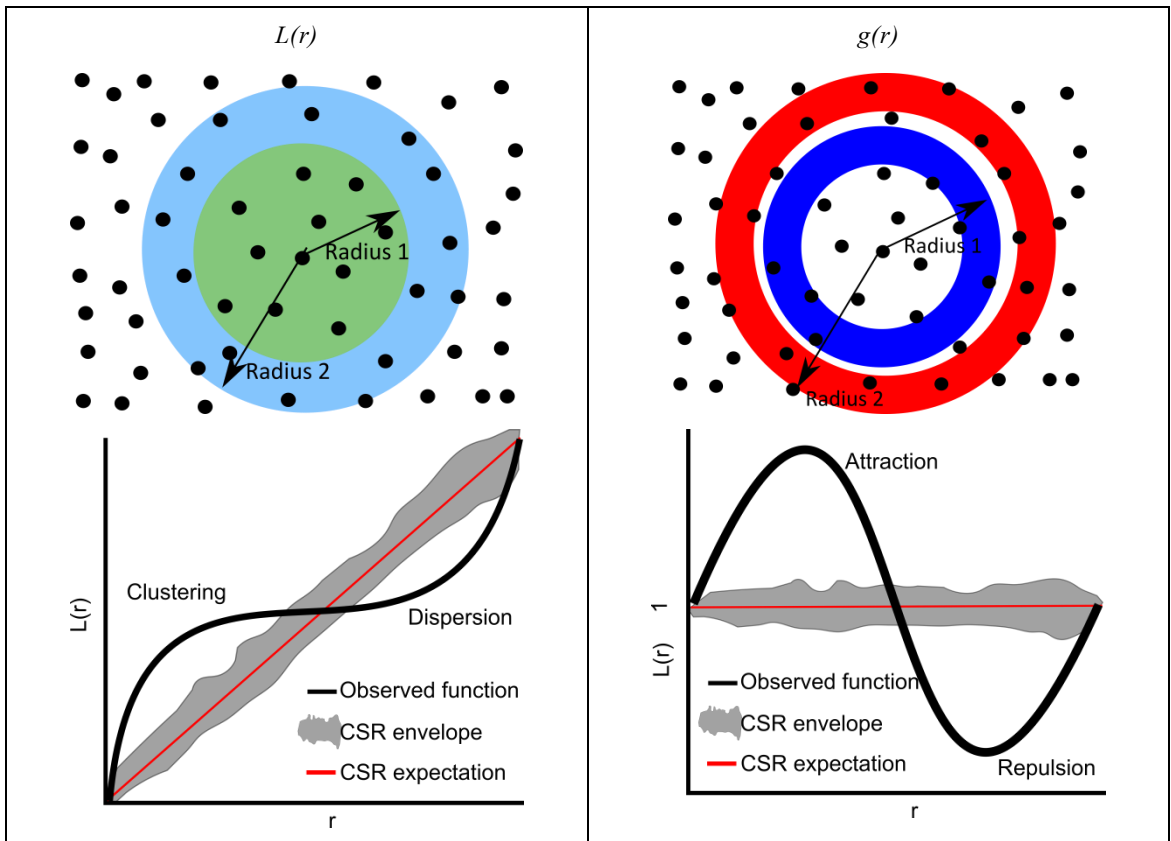 L(r)
Radius 1
Radius 2
L(r)
Clustering
Dispersion
Observed function
CSR envelope
CSR expectation
r
g(r)
Radius 1
Radius 2
L(r)
1
Attraction
Observed function
CSR envelope
CSR expectation
Repulsion
r